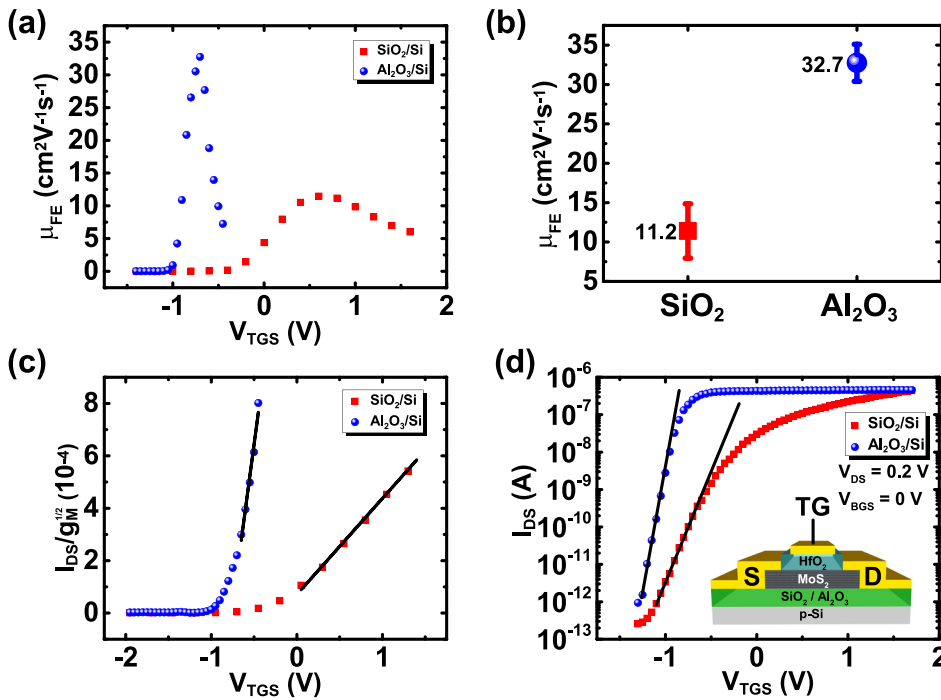 (a)
SiO₂/Si
Al₂O₃/Si
μFE (cm²V⁻¹s⁻¹)
35
30
25
20
15
10
5
0
-1 0 1 2
VTGS (V)
(b)
μFE (cm²V⁻¹s⁻¹)
35
30
25
20
15
10
5
32.7
11.2
SiO₂ Al₂O₃
(c)
SiO₂/Si
Al₂O₃/Si
IDS/gM^1/2 (10⁻⁴)
8
6
4
2
0
-2 -1 0 1 2
VTGS (V)
(d)
IDS (A)
10⁻⁶
10⁻⁷
10⁻⁸
10⁻⁹
10⁻¹⁰
10⁻¹¹
10⁻¹²
10⁻¹³
SiO₂/Si
Al₂O₃/Si
VDS = 0.2 V
VBGS = 0 V
TG
HfO₂
S MoS₂ D
SiO₂ / Al₂O₃
p-Si
-1 0 1 2
VTGS (V)